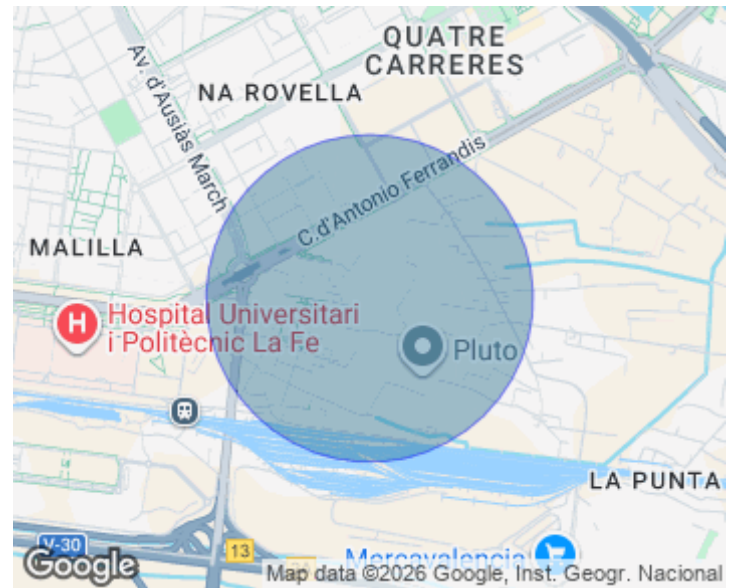 QUATRE
CARRERES
Av. d'Ausiàs March
NA ROVELLA
C.d'Antonio Ferrandis
MALILLA
Hospital Universitari
i Politècnic La Fe
H
Pluto
LA PUNTA
V-30
13
Mercavalencia
Google
Map data ©2026 Google, Inst. Geogr. Nacional